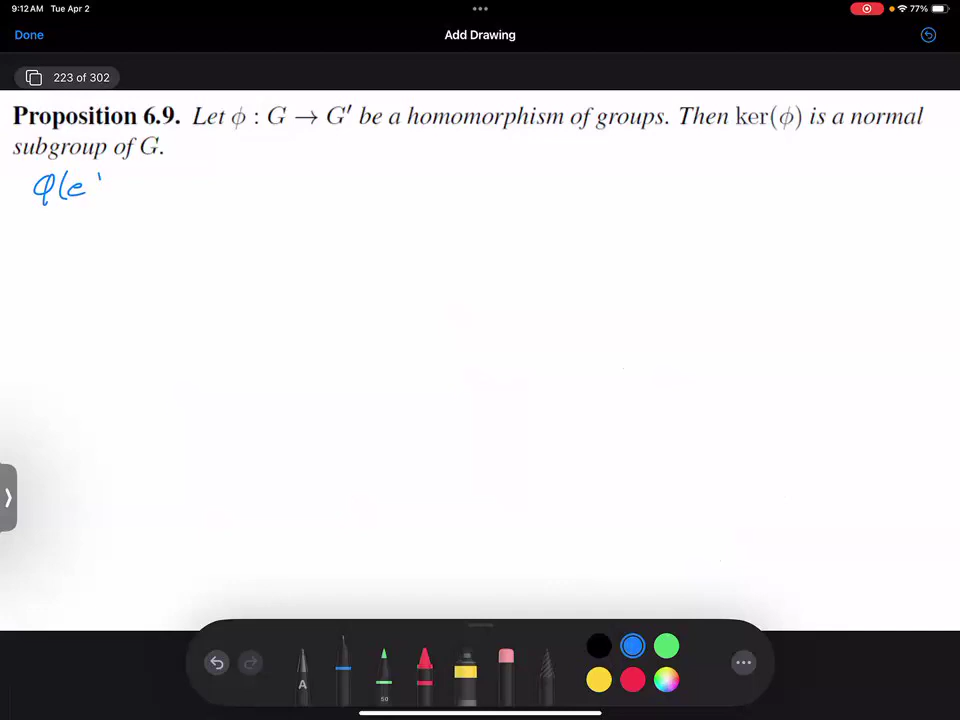 9:12 AM Tue Apr 2
77%
Done
Add Drawing
223 of 302
Proposition 6.9. Let ϕ : G → G′ be a homomorphism of groups. Then ker(ϕ) is a normal
subgroup of G.
φ(e
A
50